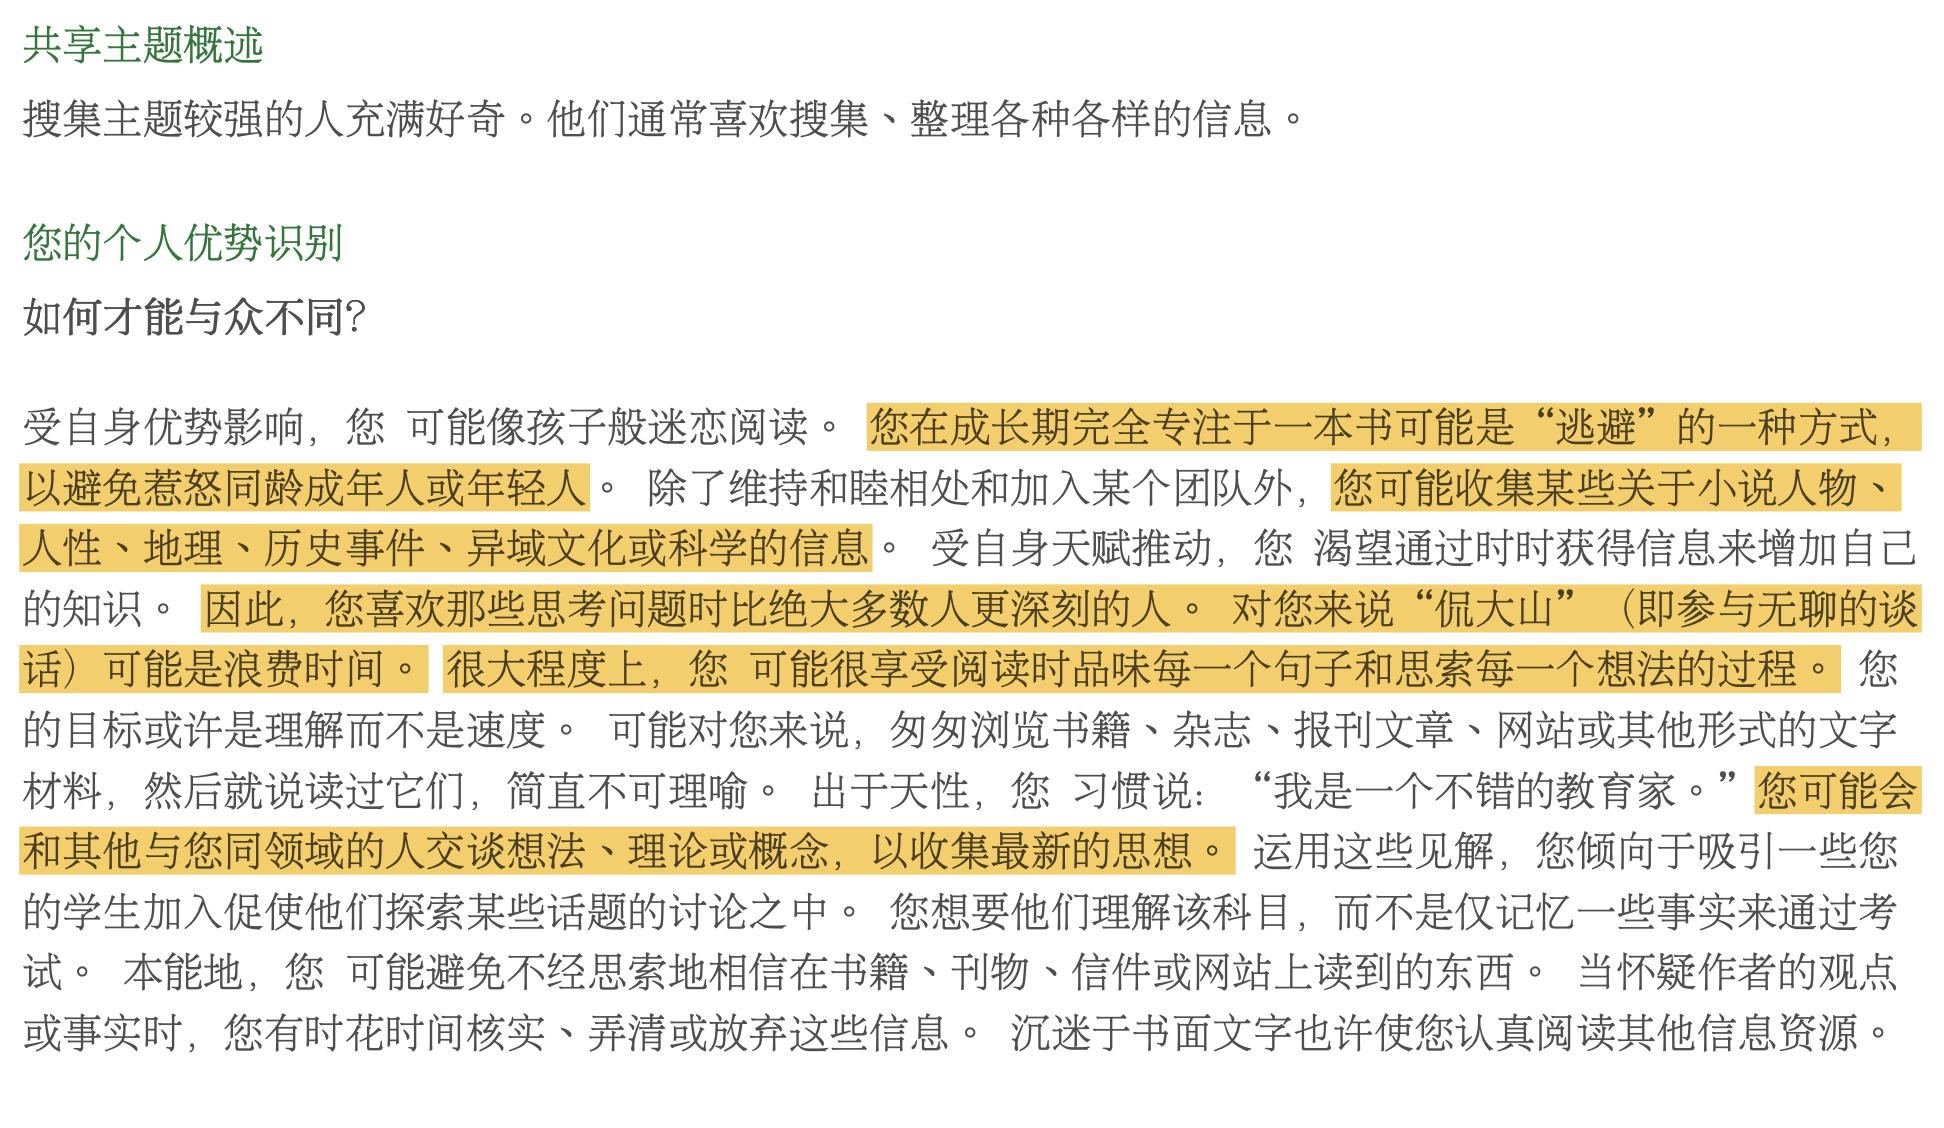 共享主题概述
搜集主题较强的人充满好奇。他们通常喜欢搜集、整理各种各样的信息。
您的个人优势识别
如何才能与众不同？
受自身优势影响，您 可能像孩子般迷恋阅读。 您在成长期完全专注于一本书可能是“逃避”的一种方式，
以避免惹怒同龄成年人或年轻人。 除了维持和睦相处和加入某个团队外，您可能收集某些关于小说人物、
人性、地理、历史事件、异域文化或科学的信息。 受自身天赋推动，您 渴望通过时时获得信息来增加自己
的知识。 因此，您喜欢那些思考问题时比绝大多数人更深刻的人。 对您来说“侃大山”（即参与无聊的谈
话）可能是浪费时间。 很大程度上，您 可能很享受阅读时品味每一个句子和思索每一个想法的过程。 您
的目标或许是理解而不是速度。 可能对您来说，匆匆浏览书籍、杂志、报刊文章、网站或其他形式的文字
材料，然后就说读过它们，简直不可理喻。 出于天性，您 习惯说：“我是一个不错的教育家。”您可能会
和其他与您同领域的人交谈想法、理论或概念，以收集最新的思想。 运用这些见解，您倾向于吸引一些您
的学生加入促使他们探索某些话题的讨论之中。 您想要他们理解该科目，而不是仅记忆一些事实来通过考
试。 本能地，您 可能避免不经思索地相信在书籍、刊物、信件或网站上读到的东西。 当怀疑作者的观点
或事实时，您有时花时间核实、弄清或放弃这些信息。 沉迷于书面文字也许使您认真阅读其他信息资源。